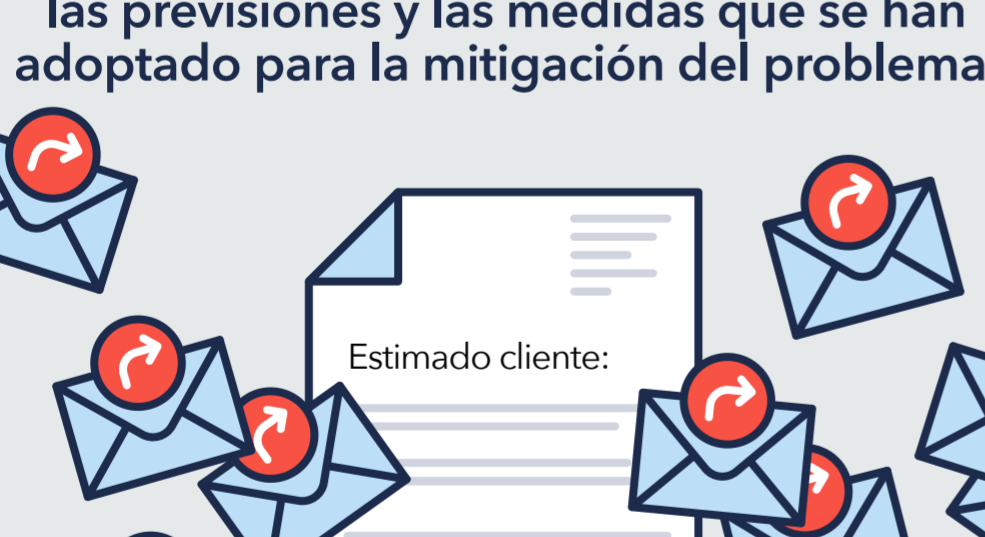 las previsiones y las medidas que se han
adoptado para la mitigación del problema
Estimado cliente: